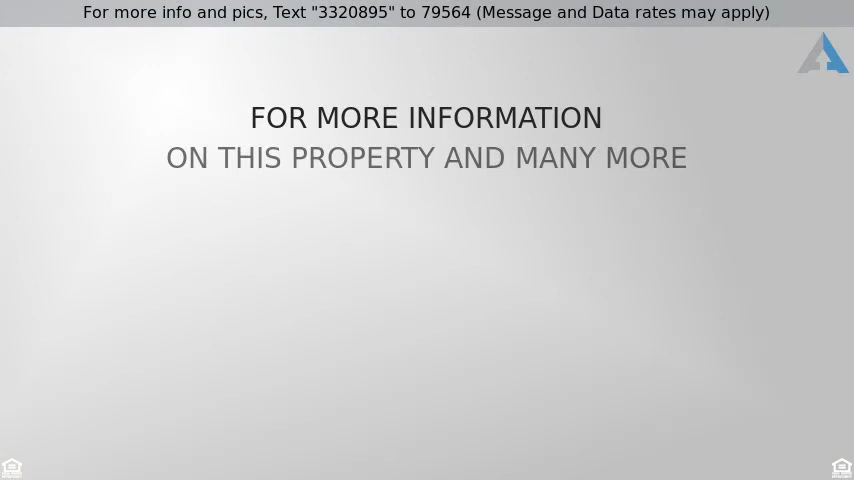 For more info and pics, Text "3320895" to 79564 (Message and Data rates may apply)
FOR MORE INFORMATION
ON THIS PROPERTY AND MANY MORE